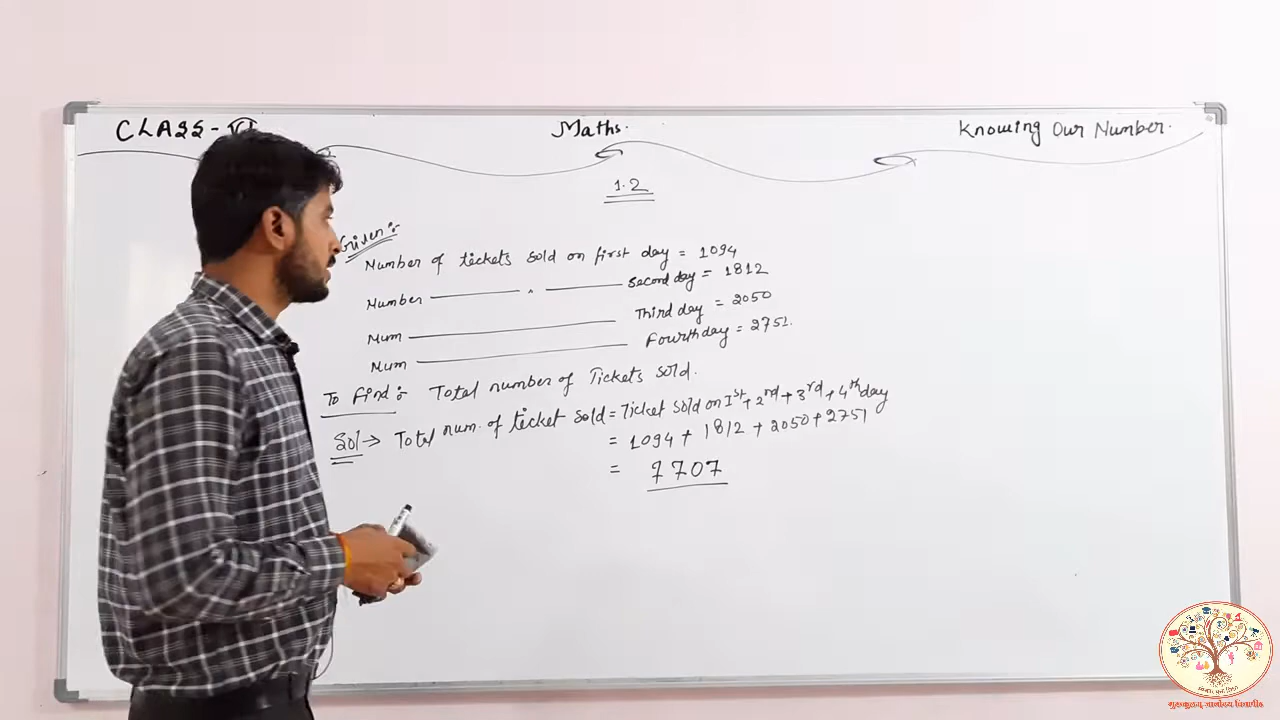 CLASS-VI
Maths.
Knowing Our Number.
1.2
Given:
Number of tickets sold on first day = 1094
Number ——— " ——— Second day = 1812
Num ——— Third day = 2050
Num ——— Fourth day = 2751.
To Find: Total number of Tickets sold.
Sol → Total num. of ticket sold = Ticket sold on 1st + 2nd + 3rd + 4th day
= 1094 + 1812 + 2050 + 2751
= 7707